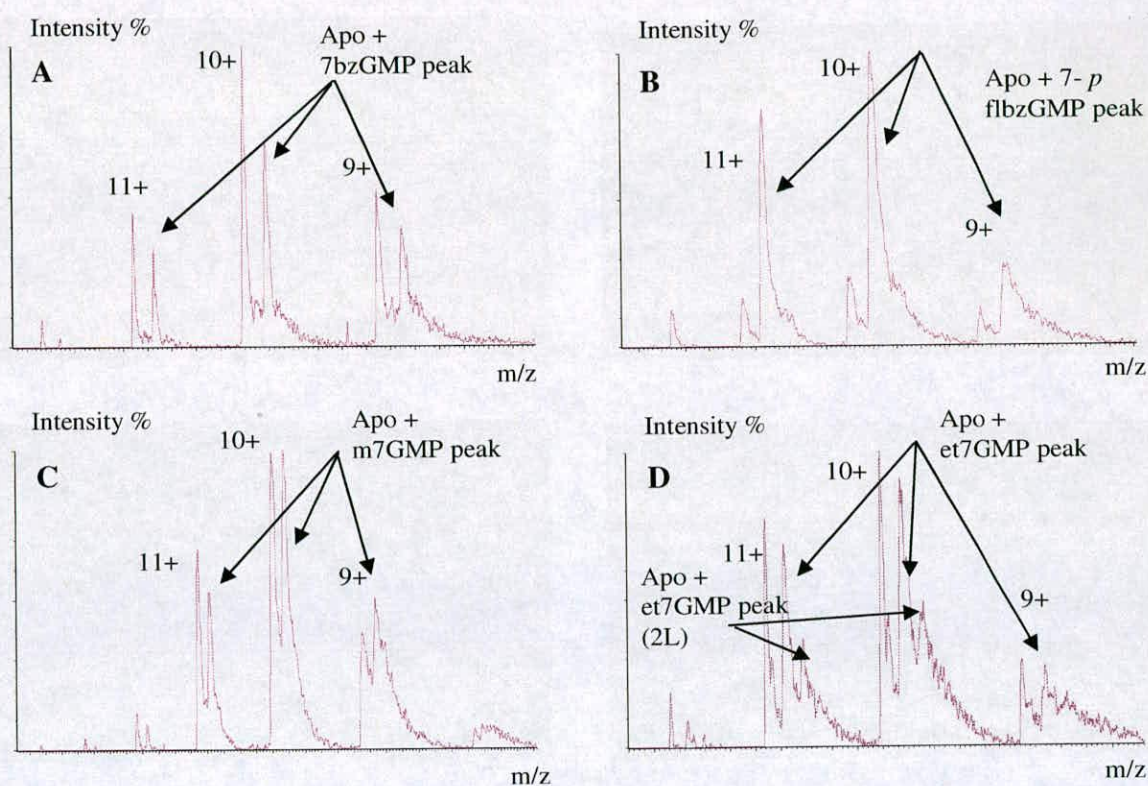 Intensity %
A
Apo +
7bzGMP peak
10+
11+
9+
m/z
Intensity %
B
10+
Apo + 7- p
flbzGMP peak
11+
9+
m/z
Intensity %
C
10+
Apo +
m7GMP peak
11+
9+
m/z
Intensity %
D
10+
Apo +
et7GMP peak
11+
Apo +
et7GMP peak
(2L)
9+
m/z